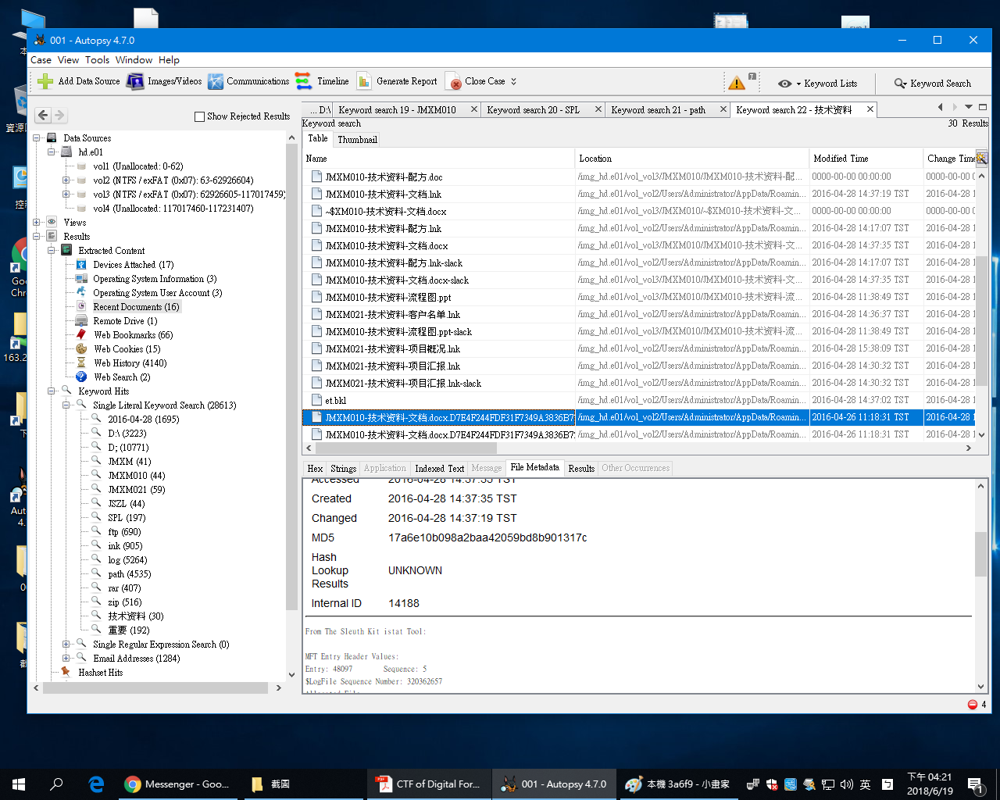 001 - Autopsy 4.7.0
Case View Tools Window Help
Add Data Source Images/Videos Communications Timeline Generate Report Close Case Keyword Lists Keyword Search
Show Rejected Results
Data Sources
hd.e01
vol1 (Unallocated: 0-62)
vol2 (NTFS / exFAT (0x07): 63-62926604)
vol3 (NTFS / exFAT (0x07): 62926605-117017459)
vol4 (Unallocated: 117017460-117231407)
Views
Results
Extracted Content
Devices Attached (17)
Operating System Information (3)
Operating System User Account (3)
Recent Documents (16)
Remote Drive (1)
Web Bookmarks (66)
Web Cookies (15)
Web History (4140)
Web Search (2)
Keyword Hits
Single Literal Keyword Search (28613)
2016-04-28 (1695)
D:\ (3223)
D; (10771)
JMXM (41)
JMXM010 (44)
JMXM021 (59)
JSZL (44)
SPL (197)
ftp (690)
ink (905)
log (5264)
path (4535)
rar (407)
zip (516)
技术资料 (30)
重要 (192)
Single Regular Expression Search (0)
Email Addresses (1284)
Hashset Hits
... D:\ Keyword search 19 - JMXM010 Keyword search 20 - SPL Keyword search 21 - path Keyword search 22 - 技术资料
Keyword search 30 Results
Table Thumbnail
Name Location Modified Time Change Time
JMXM010-技术资料-配方.doc /img_hd.e01/vol_vol3/JMXM010/JMXM010-技术资料-配... 0000-00-00 00:00:00 0000-00-00 0
JMXM010-技术资料-文档.lnk /img_hd.e01/vol_vol2/Users/Administrator/AppData/Roamin... 2016-04-28 14:37:19 TST 2016-04-28 1
~$XM010-技术资料-文档.docx /img_hd.e01/vol_vol3/JMXM010/~$XM010-技术资料-文... 0000-00-00 00:00:00 0000-00-00 0
JMXM010-技术资料-配方.lnk /img_hd.e01/vol_vol2/Users/Administrator/AppData/Roamin... 2016-04-28 14:17:07 TST 2016-04-28 1
JMXM010-技术资料-文档.docx /img_hd.e01/vol_vol3/JMXM010/JMXM010-技术资料-文... 2016-04-28 14:37:35 TST 2016-04-28 1
JMXM010-技术资料-配方.lnk-slack /img_hd.e01/vol_vol2/Users/Administrator/AppData/Roamin... 2016-04-28 14:17:07 TST 2016-04-28 1
JMXM010-技术资料-文档.docx-slack /img_hd.e01/vol_vol3/JMXM010/JMXM010-技术资料-文... 2016-04-28 14:37:35 TST 2016-04-28 1
JMXM010-技术资料-流程图.ppt /img_hd.e01/vol_vol3/JMXM010/JMXM010-技术资料-流... 2016-04-28 11:38:49 TST 2016-04-28 1
JMXM021-技术资料-客户名单.lnk /img_hd.e01/vol_vol2/Users/Administrator/AppData/Roamin... 2016-04-28 14:36:37 TST 2016-04-28 1
JMXM010-技术资料-流程图.ppt-slack /img_hd.e01/vol_vol3/JMXM010/JMXM010-技术资料-流... 2016-04-28 11:38:49 TST 2016-04-28 1
JMXM021-技术资料-项目概况.lnk /img_hd.e01/vol_vol2/Users/Administrator/AppData/Roamin... 2016-04-28 15:38:09 TST 2016-04-28 1
JMXM021-技术资料-项目汇报.lnk /img_hd.e01/vol_vol2/Users/Administrator/AppData/Roamin... 2016-04-28 14:30:32 TST 2016-04-28 1
JMXM021-技术资料-项目汇报.lnk-slack /img_hd.e01/vol_vol2/Users/Administrator/AppData/Roamin... 2016-04-28 14:30:32 TST 2016-04-28 1
et.bkl /img_hd.e01/vol_vol2/Users/Administrator/AppData/Roamin... 2016-04-28 14:37:02 TST 2016-04-28 1
JMXM010-技术资料-文档.docx.D7E4F244FDF31F7349A3836B7 /img_hd.e01/vol_vol2/Users/Administrator/AppData/Roamin... 2016-04-26 11:18:31 TST 2016-04-28 1
JMXM010-技术资料-文档.docx.D7E4F244FDF31F7349A3836B7 /img_hd.e01/vol_vol2/Users/Administrator/AppData/Roamin... 2016-04-26 11:18:31 TST 2016-04-28 1
Hex Strings Application Indexed Text Message File Metadata Results Other Occurrences
Accessed 2016-04-28 14:37:35 TST
Created 2016-04-28 14:37:35 TST
Changed 2016-04-28 14:37:19 TST
MD5 17a6e10b098a2baa42059bd8b901317c
Hash Lookup Results UNKNOWN
Internal ID 14188
From The Sleuth Kit istat Tool:
MFT Entry Header Values:
Entry: 48097 Sequence: 5
$LogFile Sequence Number: 320362657
Allocated File
4
Messenger - Goo... 截圖 CTF of Digital For... 001 - Autopsy 4.7.0 本機 3a6f9 - 小畫家 英 下午 04:21
2018/6/19
1